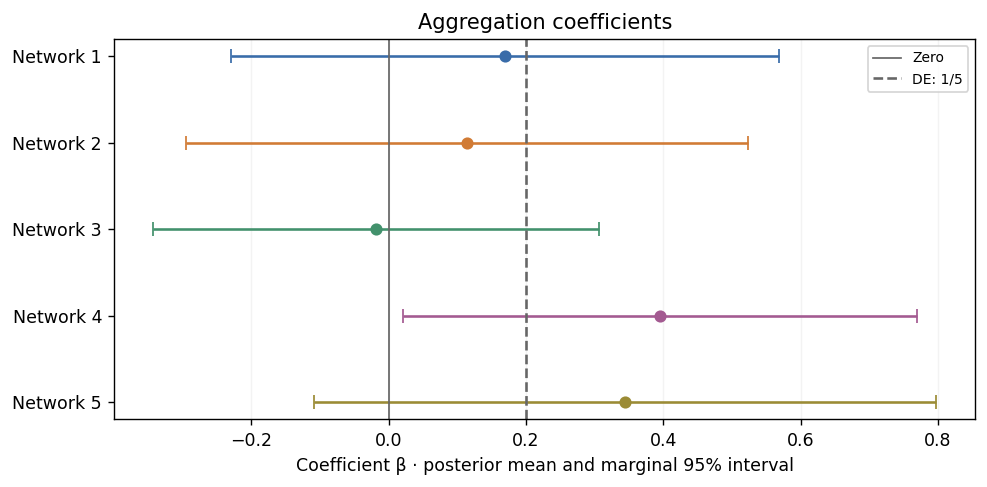 Aggregation coefficients
Network 1
Network 2
Network 3
Network 4
Network 5
Zero
DE: 1/5
−0.2
0.0
0.2
0.4
0.6
0.8
Coefficient β · posterior mean and marginal 95% interval